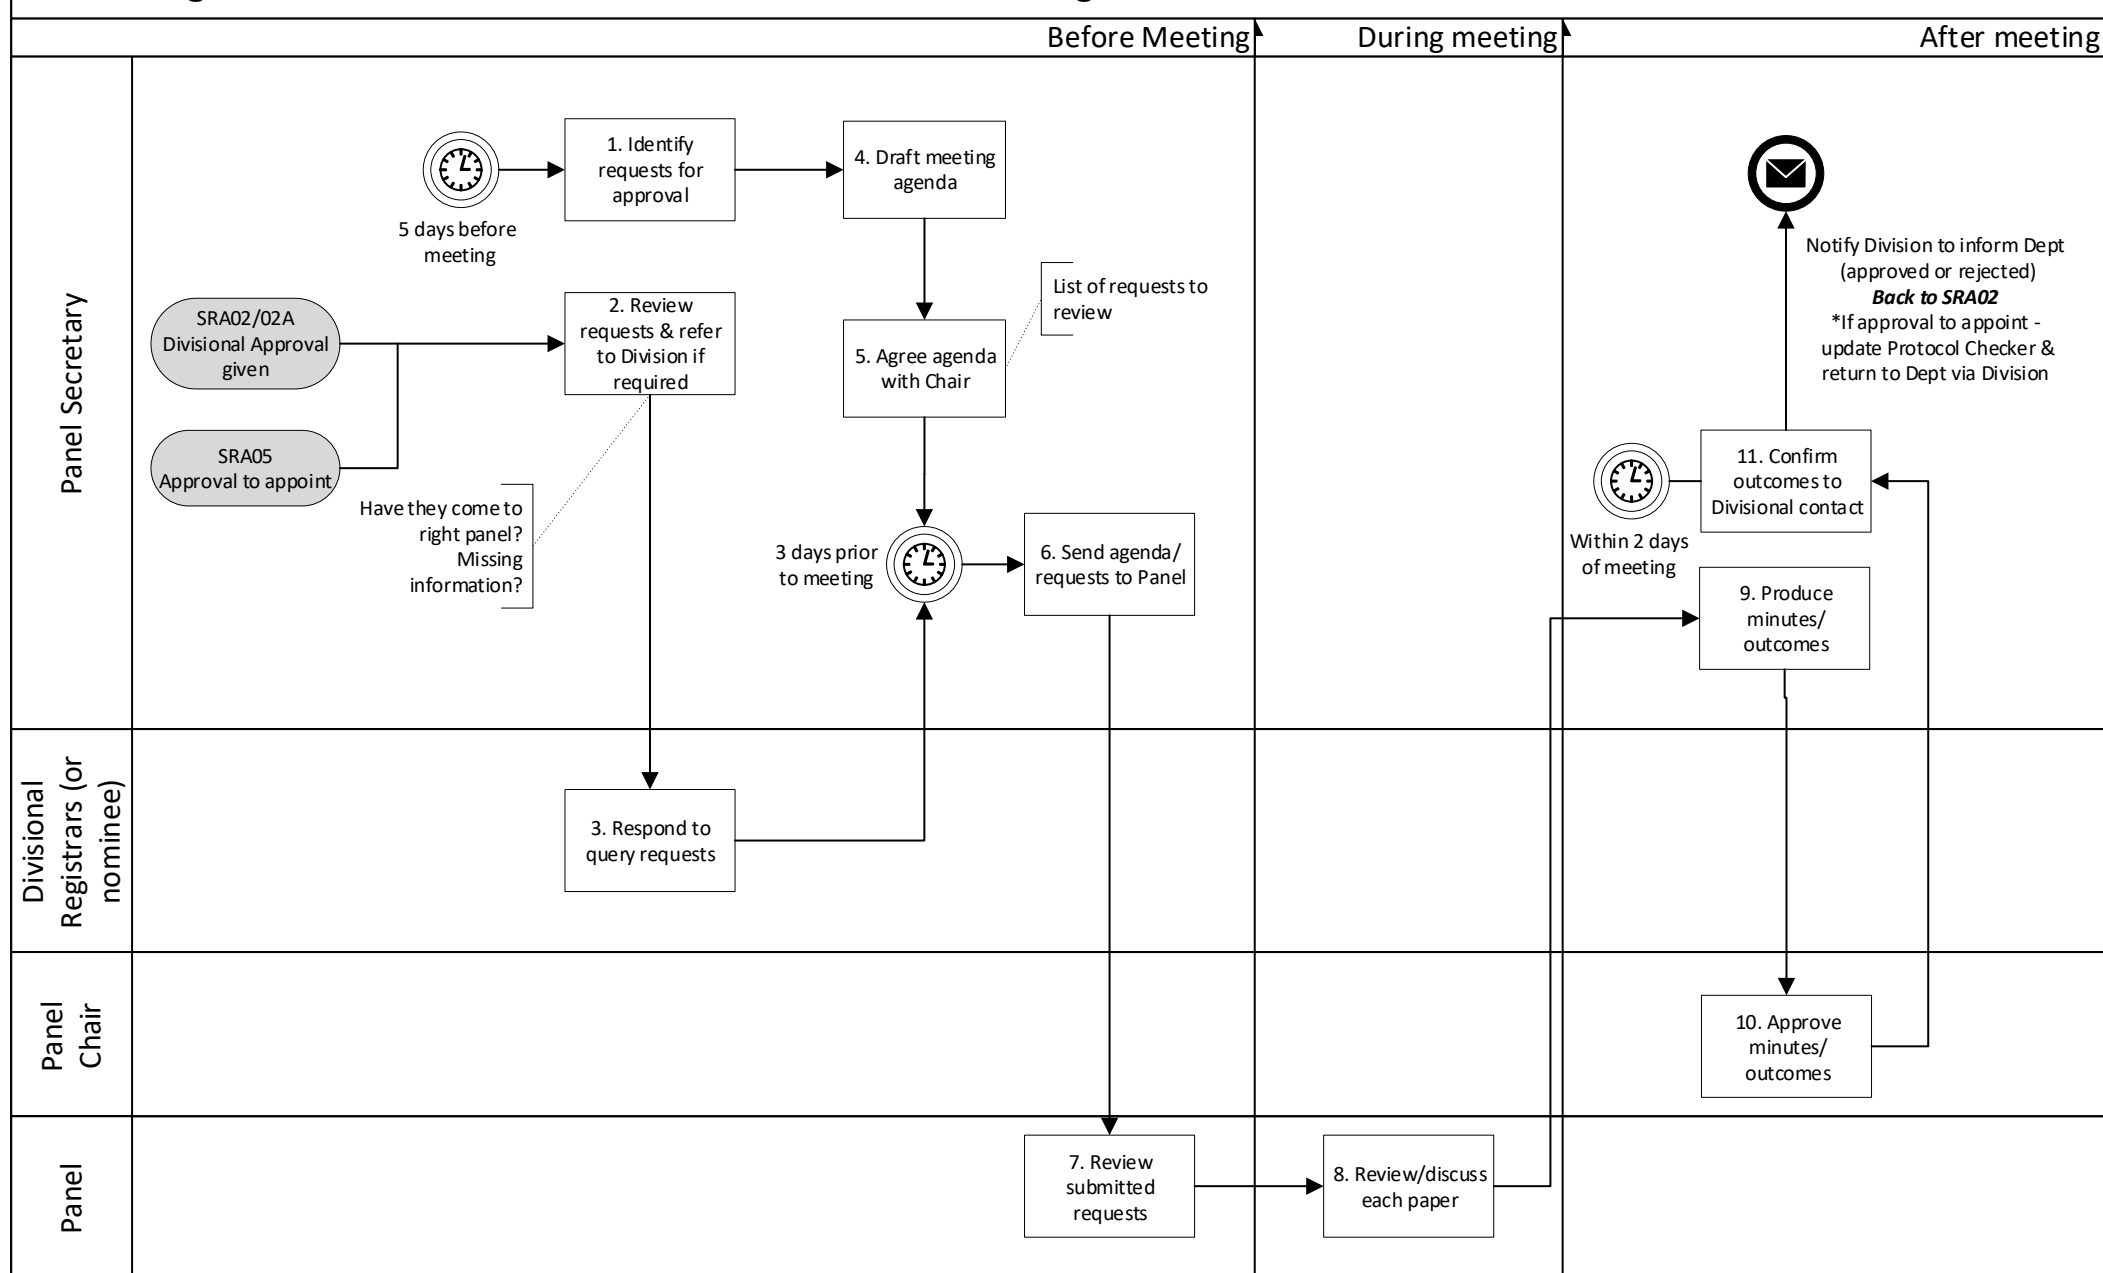 Before Meeting
During meeting
After meeting
Panel Secretary
5 days before
meeting
1. Identify
requests for
approval
4. Draft meeting
agenda
SRA02/02A
Divisional Approval
given
SRA05
Approval to appoint
2. Review
requests & refer
to Division if
required
Have they come to
right panel?
Missing
information?
List of requests to
review
5. Agree agenda
with Chair
3 days prior
to meeting
6. Send agenda/
requests to Panel
Notify Division to inform Dept
(approved or rejected)
Back to SRA02
*If approval to appoint -
update Protocol Checker &
return to Dept via Division
11. Confirm
outcomes to
Divisional contact
Within 2 days
of meeting
9. Produce
minutes/
outcomes
Divisional
Registrars (or
nominee)
3. Respond to
query requests
Panel
Chair
10. Approve
minutes/
outcomes
Panel
7. Review
submitted
requests
8. Review/discuss
each paper